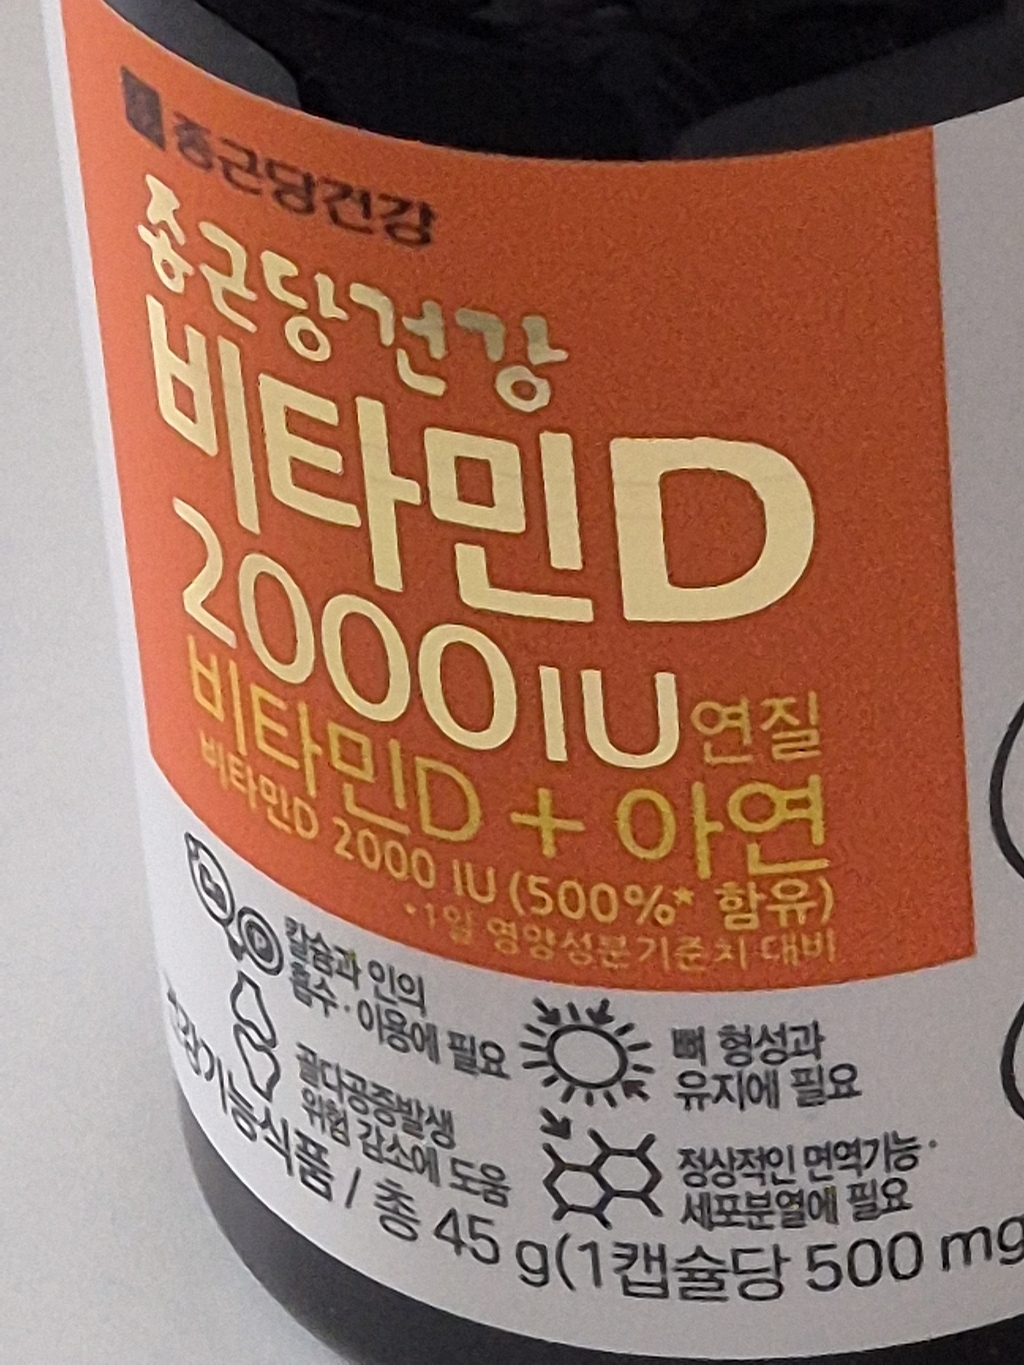 종근당건강
종근당건강
비타민D
2000IU 연질
비타민D + 아연
비타민D 2000 IU (500%* 함유)
*1일 영양성분기준치 대비
칼슘과 인의
흡수·이용에 필요
뼈 형성과
유지에 필요
골다공증발생
위험 감소에 도움
정상적인 면역기능·
세포분열에 필요
건강기능식품 / 총 45 g(1캡슐당 500 mg